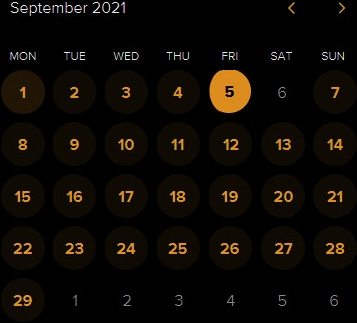 September 2021
MON TUE WED THU FRI SAT SUN
1 2 3 4 5 6 7
8 9 10 11 12 13 14
15 16 17 18 19 20 21
22 23 24 25 26 27 28
29 1 2 3 4 5 6